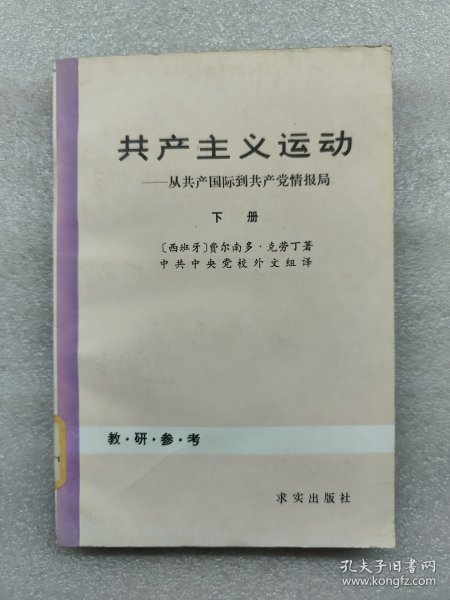 共产主义运动
——从共产国际到共产党情报局
下 册
〔西班牙〕费尔南多·克劳丁著
中共中央党校外文组译
教·研·参·考
求实出版社
孔夫子旧书网
www.kongfz.com